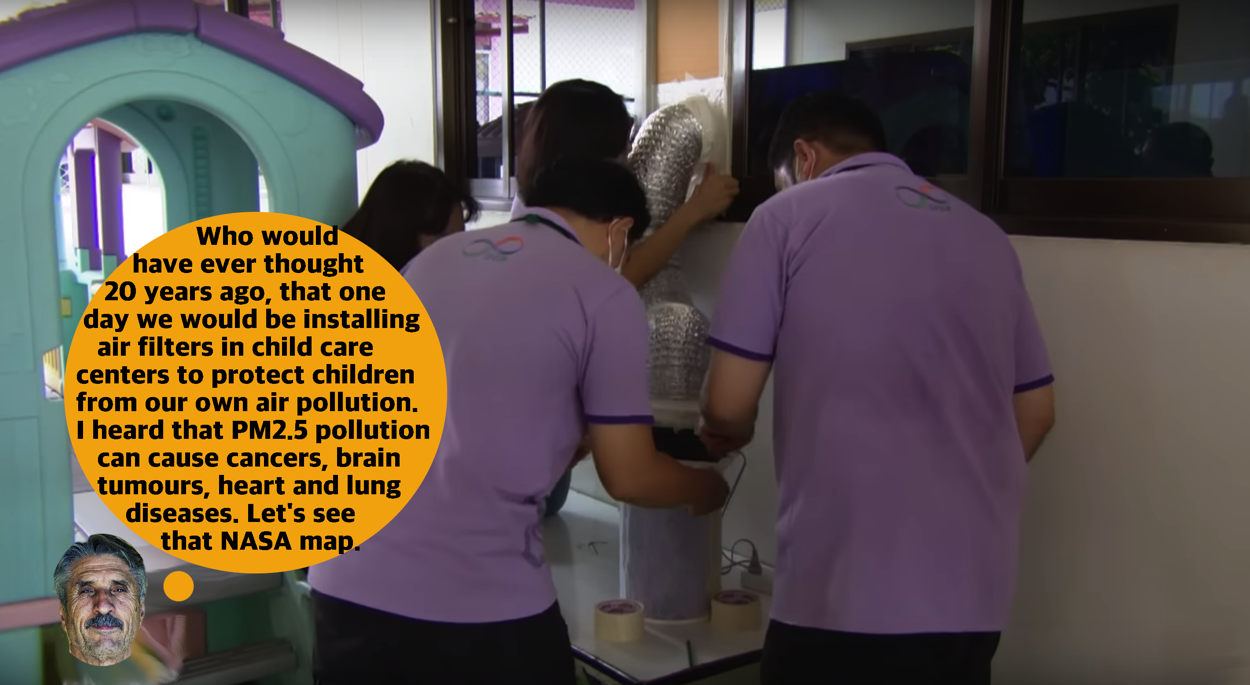 Who would
have ever thought
20 years ago, that one
day we would be installing
air filters in child care
centers to protect children
from our own air pollution.
I heard that PM2.5 pollution
can cause cancers, brain
tumours, heart and lung
diseases. Let's see
that NASA map.